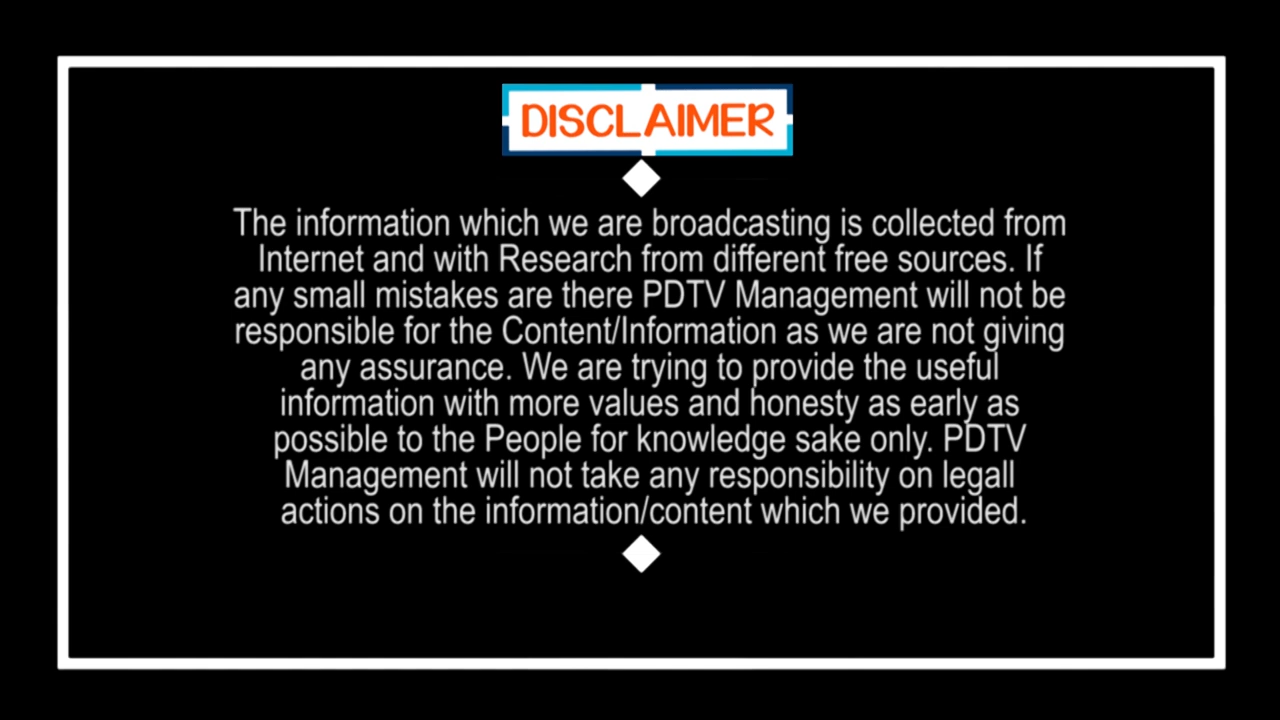 DISCLAIMER
The information which we are broadcasting is collected from
Internet and with Research from different free sources. If
any small mistakes are there PDTV Management will not be
responsible for the Content/Information as we are not giving
any assurance. We are trying to provide the useful
information with more values and honesty as early as
possible to the People for knowledge sake only. PDTV
Management will not take any responsibility on legall
actions on the information/content which we provided.